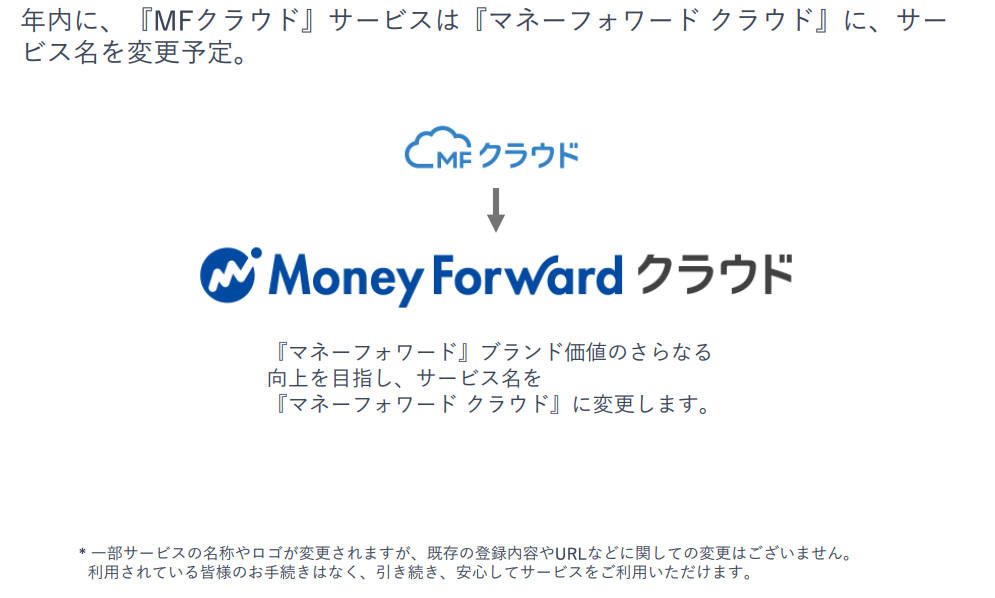 年内に、『MFクラウド』サービスは『マネーフォワード クラウド』に、サー
ビス名を変更予定。
MF クラウド
Money Forward クラウド
『マネーフォワード』ブランド価値のさらなる
向上を目指し、サービス名を
『マネーフォワード クラウド』に変更します。
* 一部サービスの名称やロゴが変更されますが、既存の登録内容やURLなどに関しての変更はございません。
利用されている皆様のお手続きはなく、引き続き、安心してサービスをご利用いただけます。